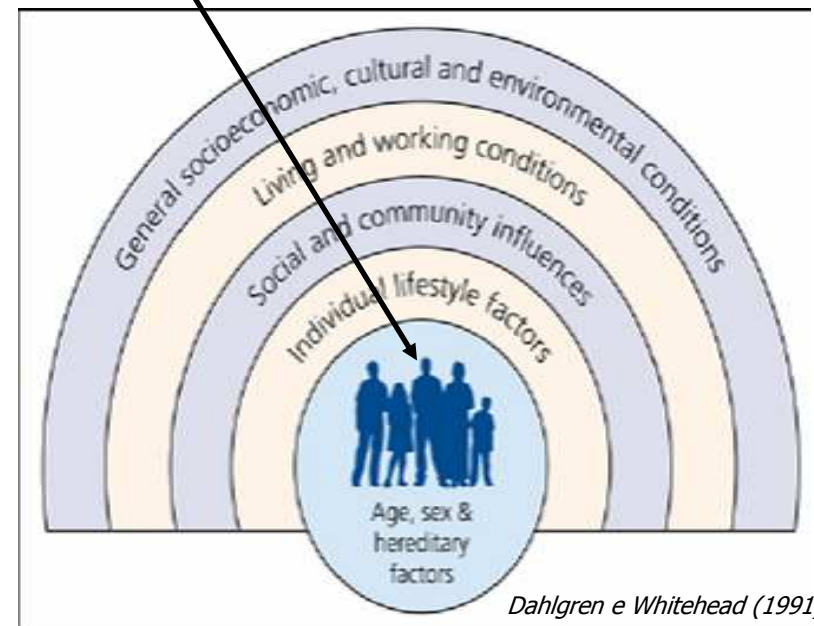 General socioeconomic, cultural and environmental conditions
Living and working conditions
Social and community influences
Individual lifestyle factors
Age, sex &
hereditary
factors
Dahlgren e Whitehead (1991)